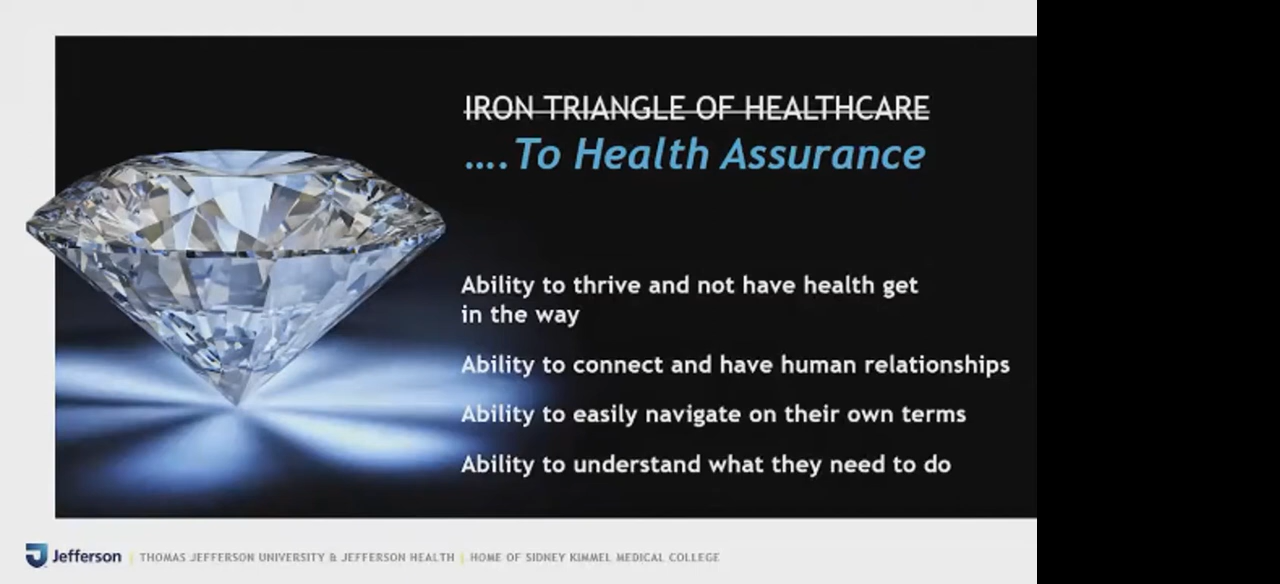 IRON TRIANGLE OF HEALTHCARE
....To Health Assurance
Ability to thrive and not have health get
in the way
Ability to connect and have human relationships
Ability to easily navigate on their own terms
Ability to understand what they need to do
Jefferson | THOMAS JEFFERSON UNIVERSITY & JEFFERSON HEALTH | HOME OF SIDNEY KIMMEL MEDICAL COLLEGE